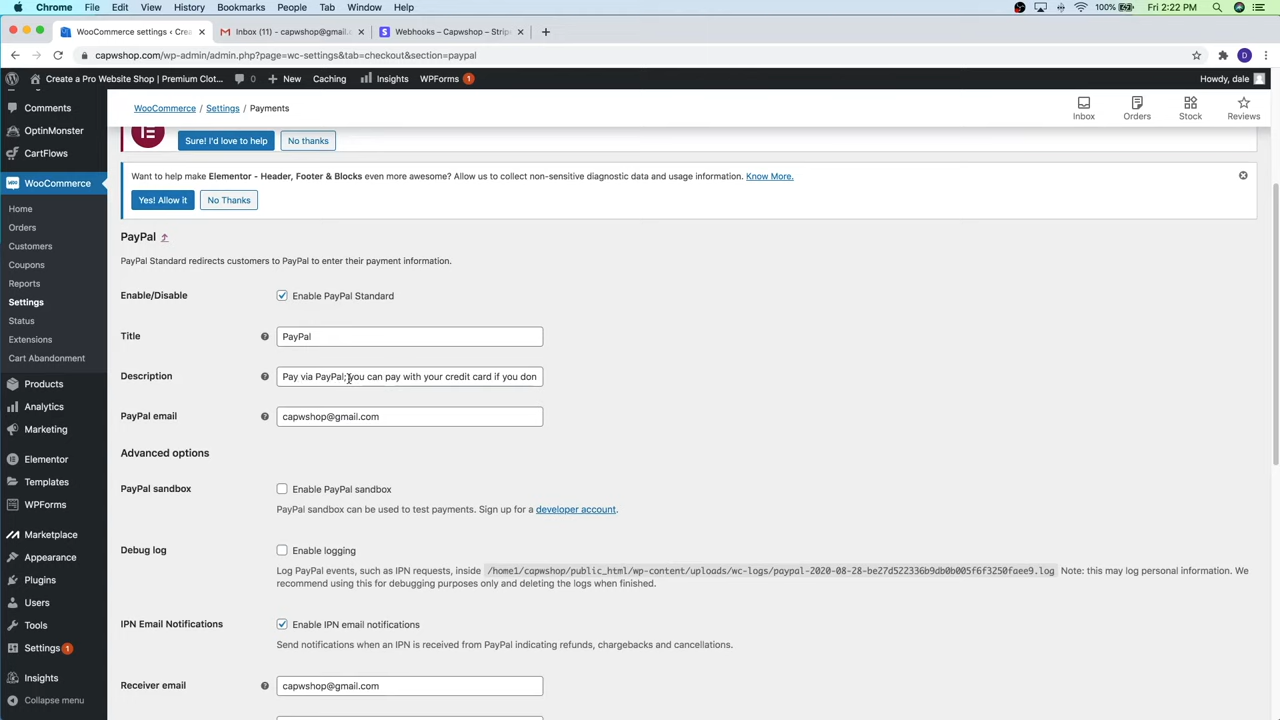 Chrome File Edit View History Bookmarks People Tab Window Help 100% Fri 2:22 PM
WooCommerce settings ‹ Crea Inbox (11) - capwshop@gmail. Webhooks – Capwshop – Stripe
capwshop.com/wp-admin/admin.php?page=wc-settings&tab=checkout&section=paypal D
Create a Pro Website Shop | Premium Clot... 0 New Caching Insights WPForms 1 Howdy, dale
Comments
OptinMonster
CartFlows
WooCommerce
Home
Orders
Customers
Coupons
Reports
Settings
Status
Extensions
Cart Abandonment
Products
Analytics
Marketing
Elementor
Templates
WPForms
Marketplace
Appearance
Plugins
Users
Tools
Settings 1
Insights
Collapse menu
WooCommerce / Settings / Payments
Inbox Orders Stock Reviews
Sure! I'd love to help No thanks
Want to help make Elementor - Header, Footer & Blocks even more awesome? Allow us to collect non-sensitive diagnostic data and usage information. Know More.
Yes! Allow it No Thanks
PayPal
PayPal Standard redirects customers to PayPal to enter their payment information.
Enable/Disable Enable PayPal Standard
Title ? PayPal
Description ? Pay via PayPal; you can pay with your credit card if you don
PayPal email ? capwshop@gmail.com
Advanced options
PayPal sandbox Enable PayPal sandbox
PayPal sandbox can be used to test payments. Sign up for a developer account.
Debug log Enable logging
Log PayPal events, such as IPN requests, inside /home1/capwshop/public_html/wp-content/uploads/wc-logs/paypal-2020-08-28-be27d522336b9db0b005f6f3250faee9.log Note: this may log personal information. We
recommend using this for debugging purposes only and deleting the logs when finished.
IPN Email Notifications Enable IPN email notifications
Send notifications when an IPN is received from PayPal indicating refunds, chargebacks and cancellations.
Receiver email ? capwshop@gmail.com